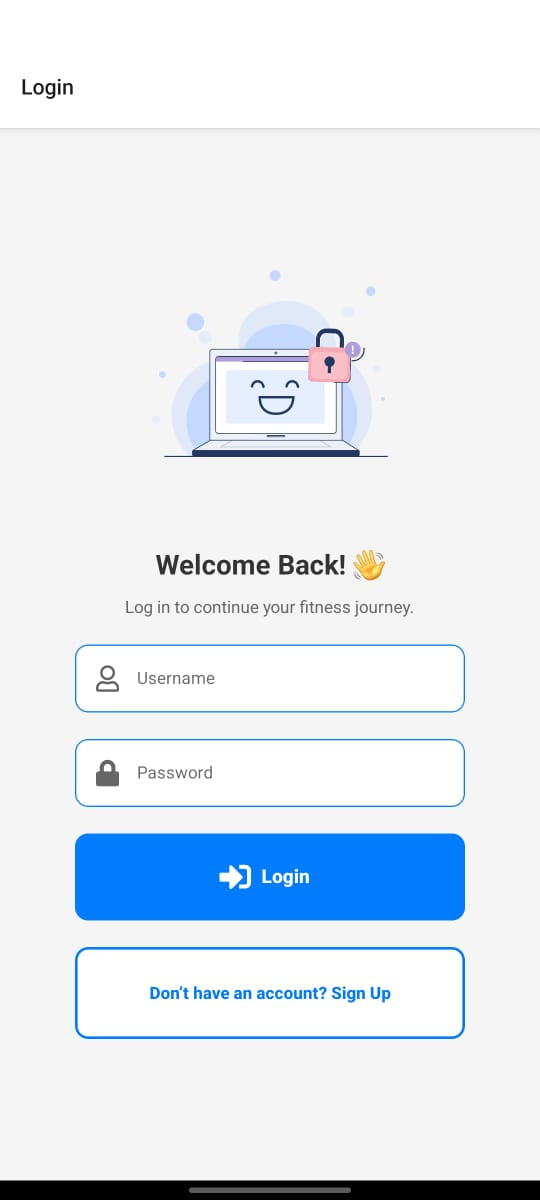 Login
Welcome Back! 👋
Log in to continue your fitness journey.
Username
Password
Login
Don't have an account? Sign Up